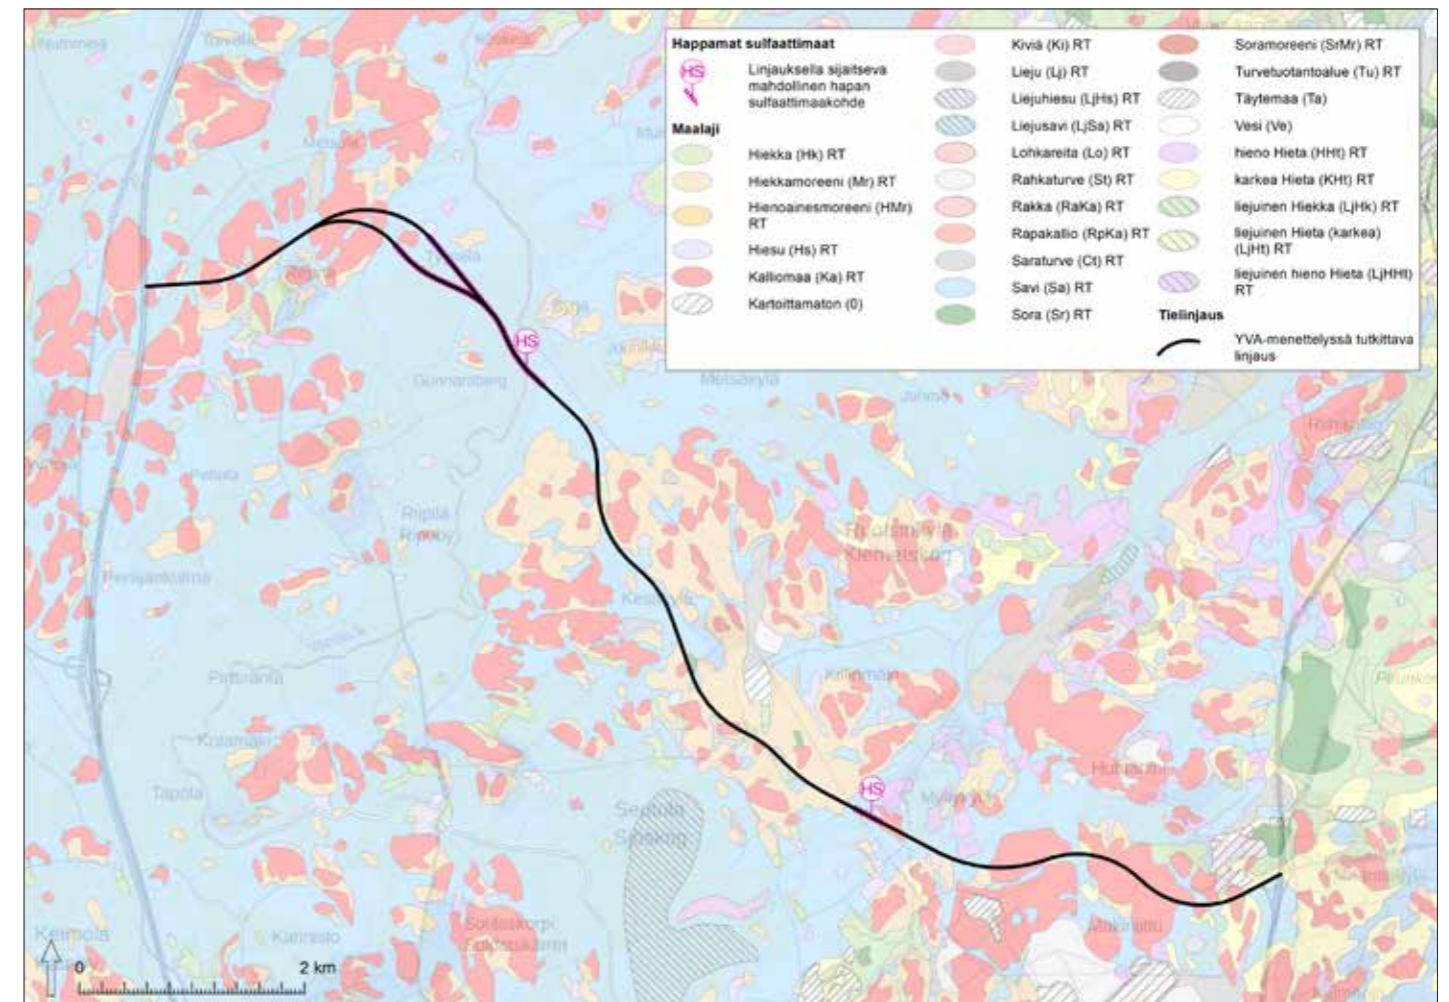 Happamat sulfaattimaat
HS
Linjauksella sijaitseva
mahdollinen hapan
sulfaattimaakohde
Maalaji
Hiekka (Hk) RT
Hiekkamoreeni (Mr) RT
Hienoainesmoreeni (HMr)
RT
Hiesu (Hs) RT
Kalliomaa (Ka) RT
Kartoittamaton (0)
Kiviä (Ki) RT
Lieju (Lj) RT
Liejuhiesu (LjHs) RT
Liejusavi (LjSa) RT
Lohkareita (Lo) RT
Rahkaturve (St) RT
Rakka (RaKa) RT
Rapakallio (RpKa) RT
Saraturve (Ct) RT
Savi (Sa) RT
Sora (Sr) RT
Soramoreeni (SrMr) RT
Turvetuotantoalue (Tu) RT
Täytemaa (Ta)
Vesi (Ve)
hieno Hieta (HHt) RT
karkea Hieta (KHt) RT
liejuinen Hiekka (LjHk) RT
liejuinen Hieta (karkea)
(LjHt) RT
liejuinen hieno Hieta (LjHHt)
RT
Tielinjaus
YVA-menettelyssä tutkittava
linjaus
HS
Gunnarsberg
Metsäkylä
Riipilä
Ripuby
Pirttiranta
Tapola
Seutula
Sjöskog
HS
Keimola
Kannisto
0
2 km